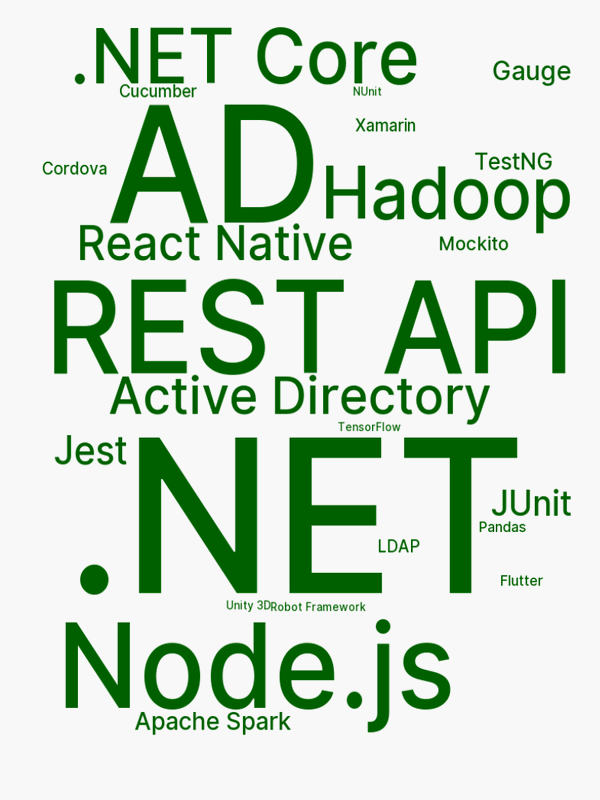 .NET Core
Gauge
Cucumber
NUnit
AD
Xamarin
TestNG
Cordova
Hadoop
React Native
Mockito
REST API
Active Directory
TensorFlow
Jest
.NET
JUnit
Pandas
LDAP
Flutter
Unity 3D
Robot Framework
Node.js
Apache Spark